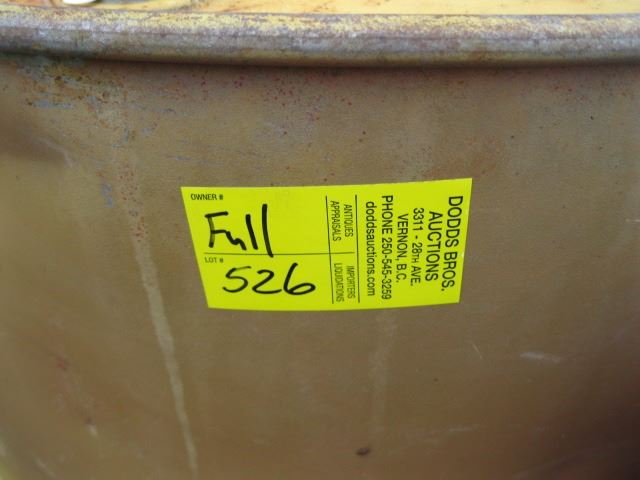 OWNER #
Full
LOT #
526
ANTIQUES
APPRAISALS
IMPORTERS
LIQUIDATIONS
DODDS BROS.
AUCTIONS
3311 - 28TH AVE.
VERNON, B.C.
PHONE 250-545-3259
doddsauctions.com